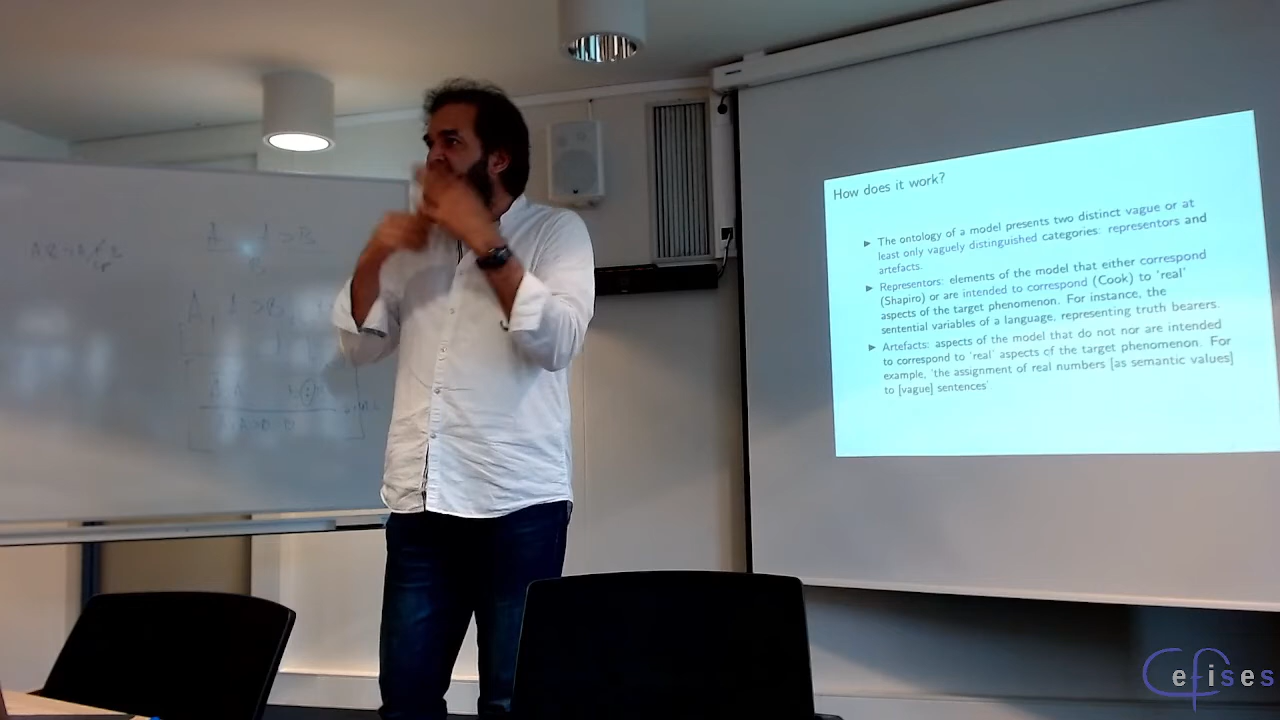 How does it work?
The ontology of a model presents two distinct vague or at
least only vaguely distinguished categories: representors and
artefacts.
Representors: elements of the model that either correspond
(Shapiro) or are intended to correspond (Cook) to 'real'
aspects of the target phenomenon. For instance, the
sentential variables of a language, representing truth bearers.
Artefacts: aspects of the model that do not nor are intended
to correspond to 'real' aspects of the target phenomenon. For
example, 'the assignment of real numbers [as semantic values]
to [vague] sentences'
Cefises